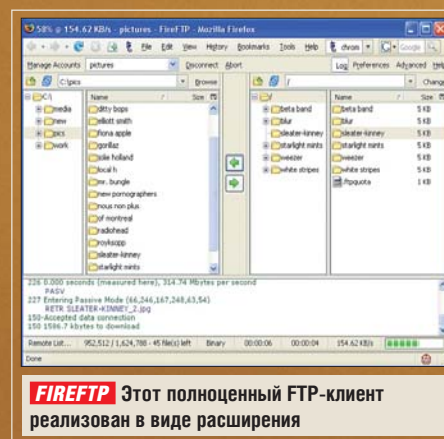 58% @ 154.62 KB/s - pictures - FireFTP - Mozilla Firefox
File Edit View History Bookmarks Tools Help chrom Google
Manage Accounts pictures Disconnect Abort Log Preferences Advanced Help
C:\pics Browse / Change
C:\ Name Size / Name Size
media
new
pics
work
ditty bops
elliott smith
fiona apple
gorillaz
jolie holland
local h
mr. bungle
new pornographers
nous non plus
of montreal
radiohead
royksopp
sleater-kinney
starlight mints
beta band
blur
sleater-kinney
starlight mints
weezer
white stripes
beta band 5 KB
blur 5 KB
sleater-kinney 5 KB
starlight mints 5 KB
weezer 5 KB
white stripes 5 KB
.ftpquota 1 KB
226 0.000 seconds (measured here), 314.74 Mbytes per second
PASV
227 Entering Passive Mode (66,246,167,248,43,54)
RETR SLEATER-KINNEY_2.jpg
150-Accepted data connection
150 1586.7 kbytes to download
Remote List... 952,512 / 1,624,788 - 45 file(s) left Binary 00:00:06 00:00:04 154.62 KB/s
Done
FIREFTP Этот полноценный FTP-клиент
реализован в виде расширения